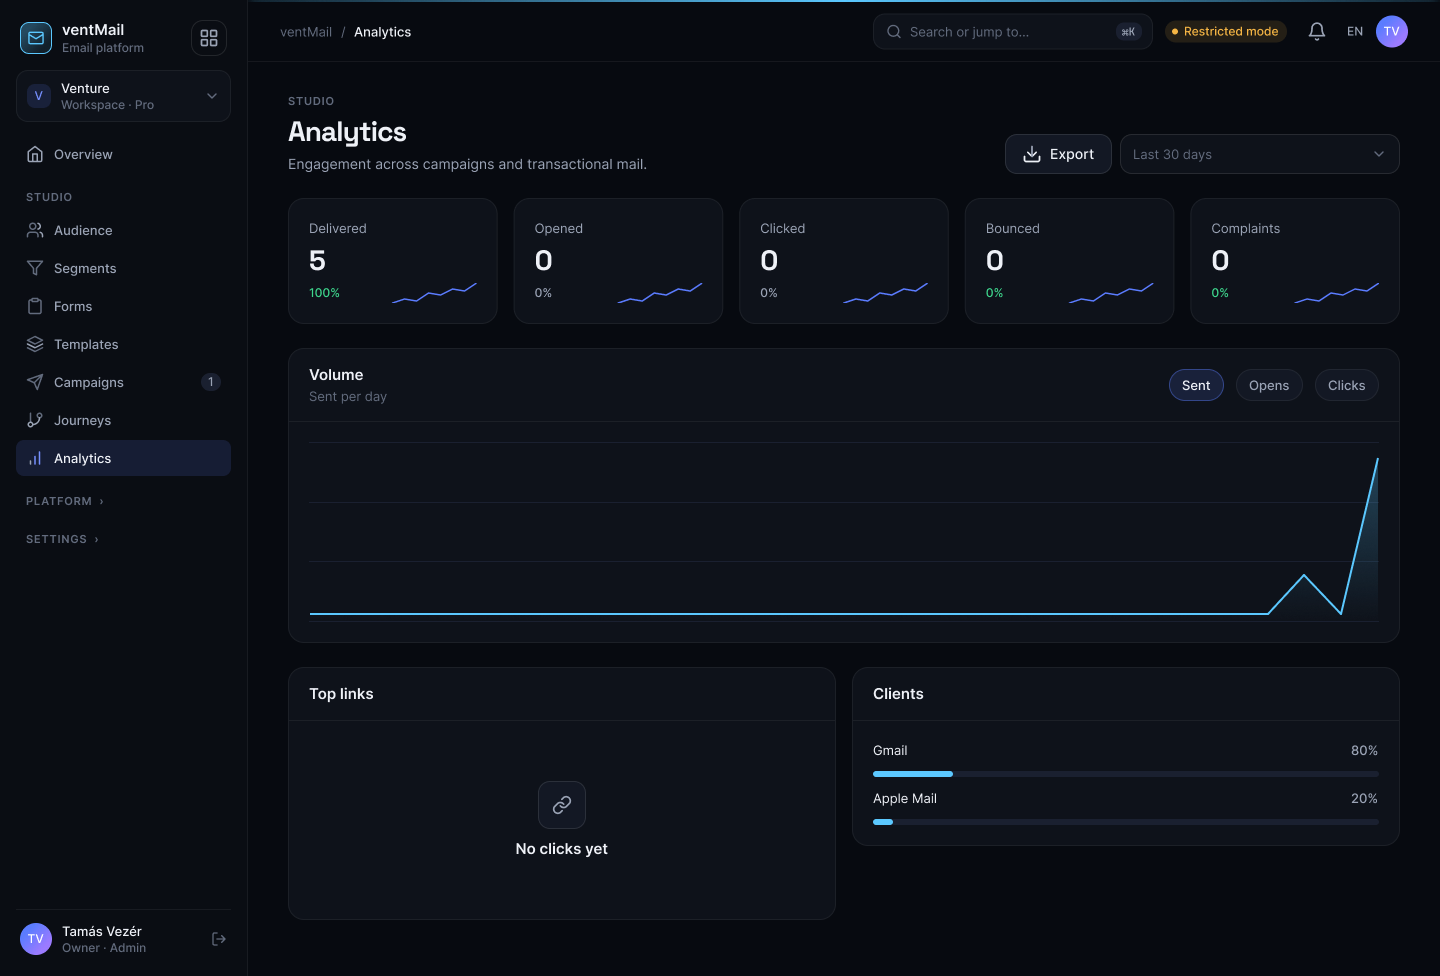 ventMail
Email platform
V
Venture
Workspace · Pro
Overview
STUDIO
Audience
Segments
Forms
Templates
Campaigns 1
Journeys
Analytics
PLATFORM ›
SETTINGS ›
TV
Tamás Vezér
Owner · Admin
ventMail / Analytics
Search or jump to... ⌘K
Restricted mode
EN
TV
STUDIO
Analytics
Engagement across campaigns and transactional mail.
Export
Last 30 days
Delivered
5
100%
Opened
0
0%
Clicked
0
0%
Bounced
0
0%
Complaints
0
0%
Volume
Sent per day
Sent Opens Clicks
Top links
No clicks yet
Clients
Gmail 80%
Apple Mail 20%